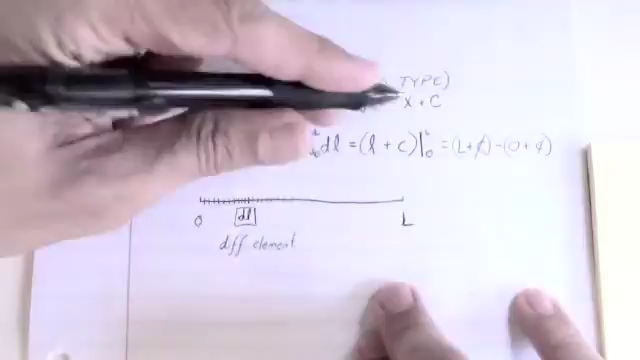 TYPE)
X + C
dl = (l + c)|₀ᴸ = (L+¢) - (0+¢)
0 dl L
diff element